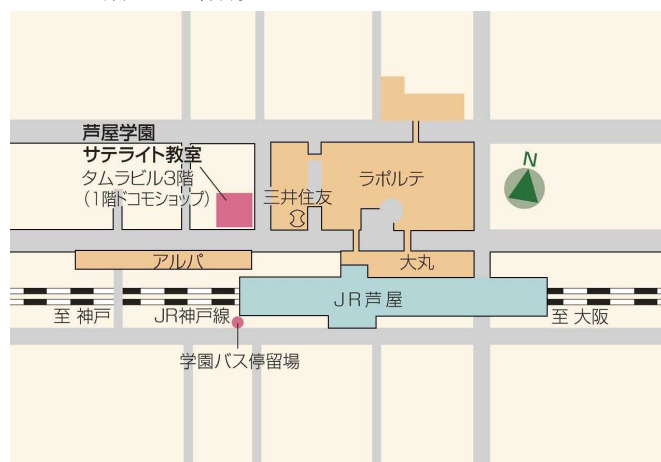 芦屋学園
サテライト教室
タムラビル3階
(1階ドコモショップ)
三井住友
ラポルテ
N
アルパ
大丸
JR芦屋
至 神戸
JR神戸線
至 大阪
学園バス停留場